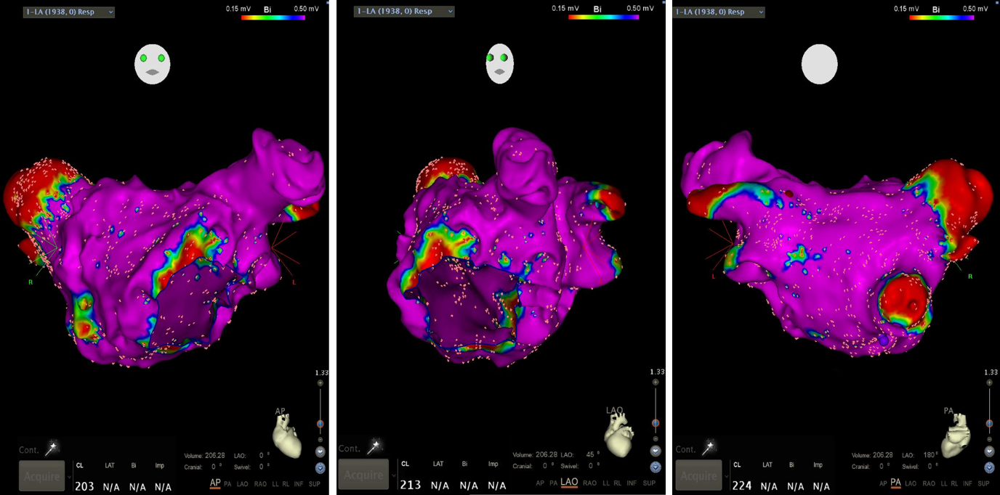 1-LA (1938, 0) Resp
0.15 mV Bi 0.50 mV
R
L
1.33
AP
Cont.
Acquire
CL LAT Bi Imp
203 N/A N/A N/A
Volume: 206.28 LAO: 0 °
Cranial: 0 ° Swivel: 0 °
AP PA LAO RAO LL RL INF SUP
1-LA (1938, 0) Resp
0.15 mV Bi 0.50 mV
1.33
LAO
Cont.
Acquire
CL LAT Bi Imp
213 N/A N/A N/A
Volume: 206.28 LAO: 45 °
Cranial: 0 ° Swivel: 0 °
AP PA LAO RAO LL RL INF SUP
1-LA (1938, 0) Resp
0.15 mV Bi 0.50 mV
L
R
1.33
PA
Cont.
Acquire
CL LAT Bi Imp
224 N/A N/A N/A
Volume: 206.28 LAO: 180 °
Cranial: 0 ° Swivel: 0 °
AP PA LAO RAO LL RL INF SUP